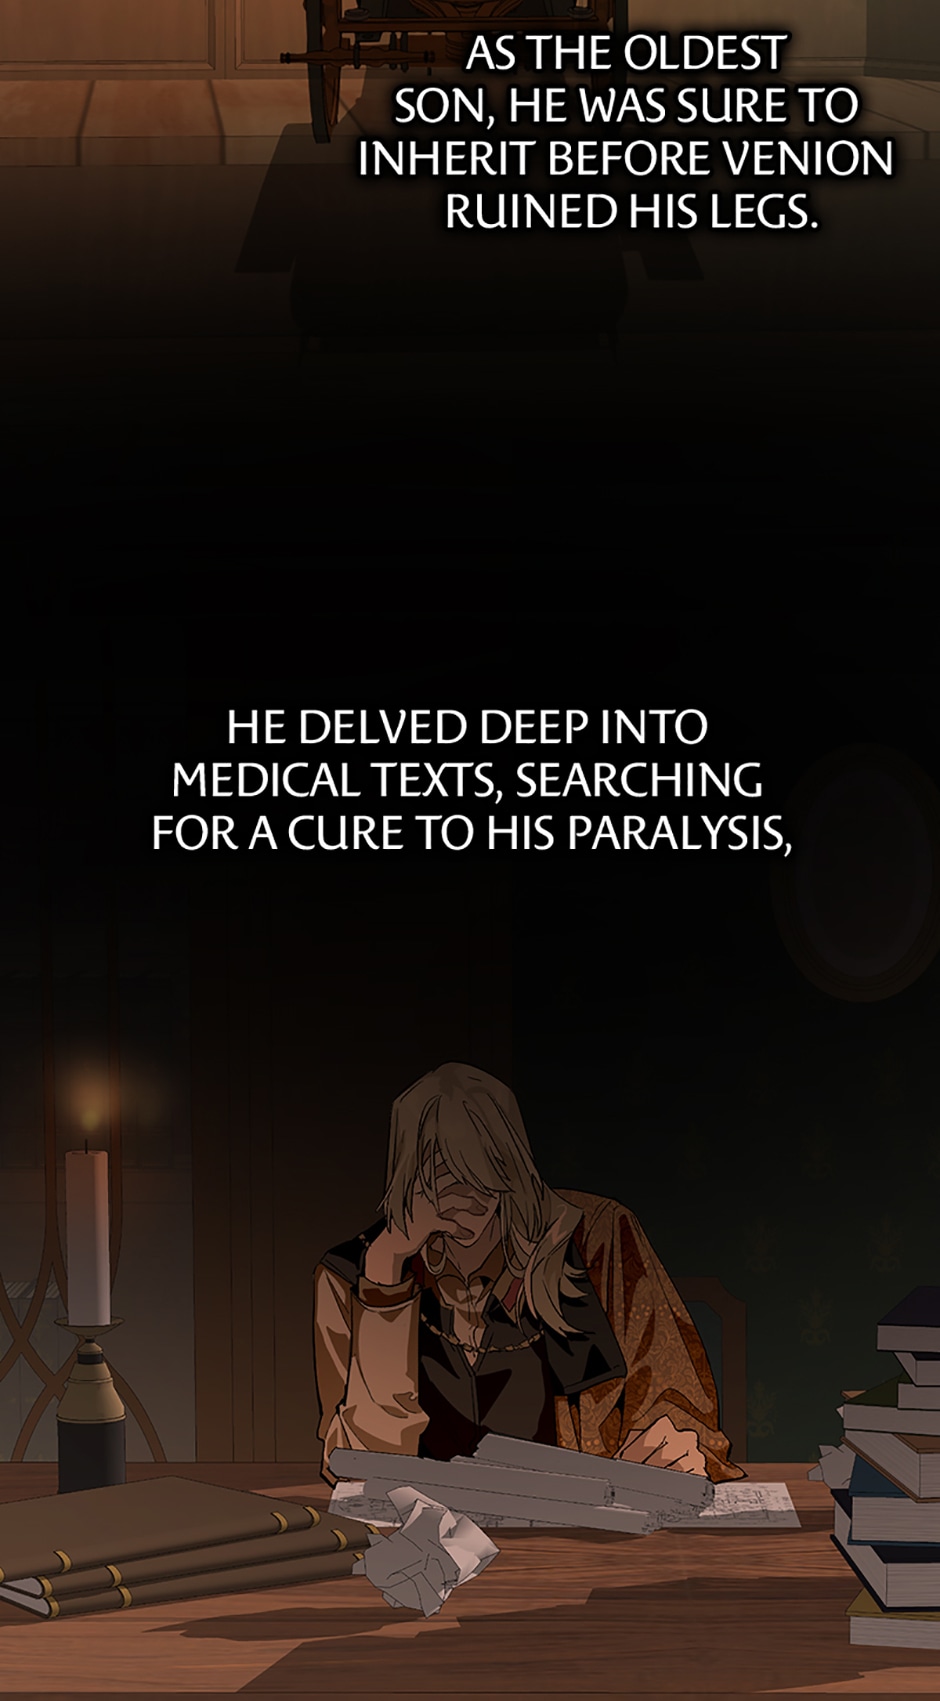 AS THE OLDEST
SON, HE WAS SURE TO
INHERIT BEFORE VENION
RUINED HIS LEGS.
HE DELVED DEEP INTO
MEDICAL TEXTS, SEARCHING
FOR A CURE TO HIS PARALYSIS,